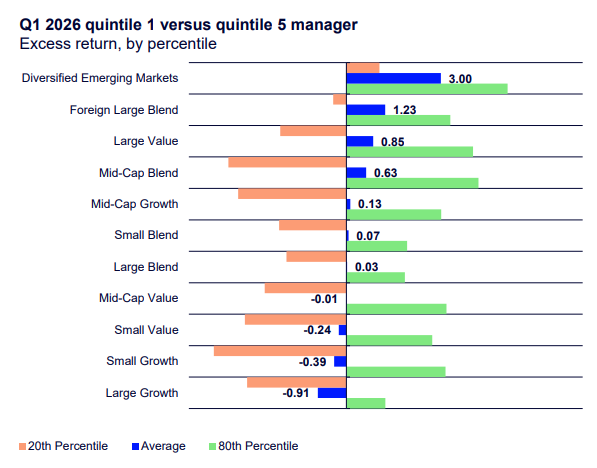 Q1 2026 quintile 1 versus quintile 5 manager
Excess return, by percentile
Diversified Emerging Markets 3.00
Foreign Large Blend 1.23
Large Value 0.85
Mid-Cap Blend 0.63
Mid-Cap Growth 0.13
Small Blend 0.07
Large Blend 0.03
Mid-Cap Value -0.01
Small Value -0.24
Small Growth -0.39
Large Growth -0.91
20th Percentile Average 80th Percentile